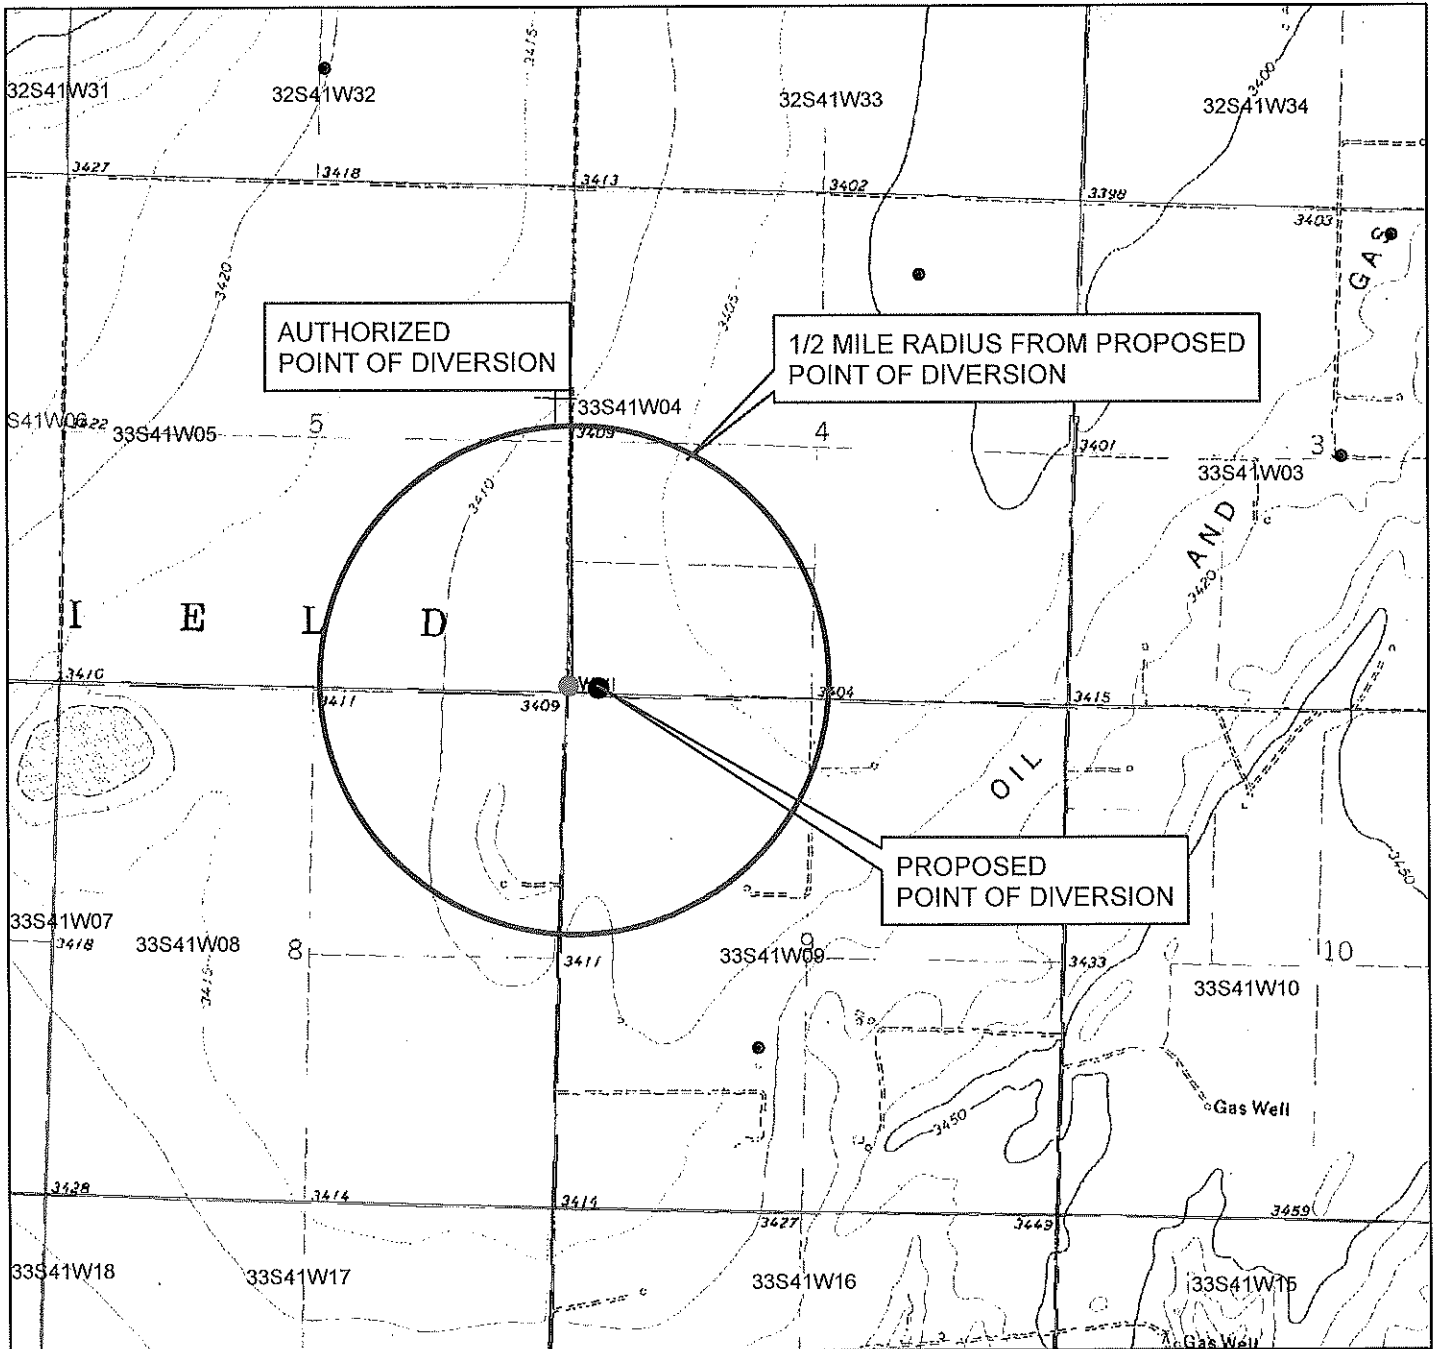 3415
3400
32S41W31
32S41W32
32S41W33
32S41W34
3427
3418
3413
3402
3398
3403
GAS
3420
3405
AUTHORIZED
POINT OF DIVERSION
1/2 MILE RADIUS FROM PROPOSED
POINT OF DIVERSION
33S41W04
S41W06
3422
33S41W05
5
3409
4
3401
3
33S41W03
3410
AND
3420
I E L D
3410
3411
3409
3404
3415
OIL
PROPOSED
POINT OF DIVERSION
3450
33S41W07
3418
33S41W08
8
3411
33S41W09
9
3433
10
33S41W10
3415
3450
Gas Well
3428
3414
3414
3427
3449
3459
33S41W18
33S41W17
33S41W16
33S41W15
Gas Well